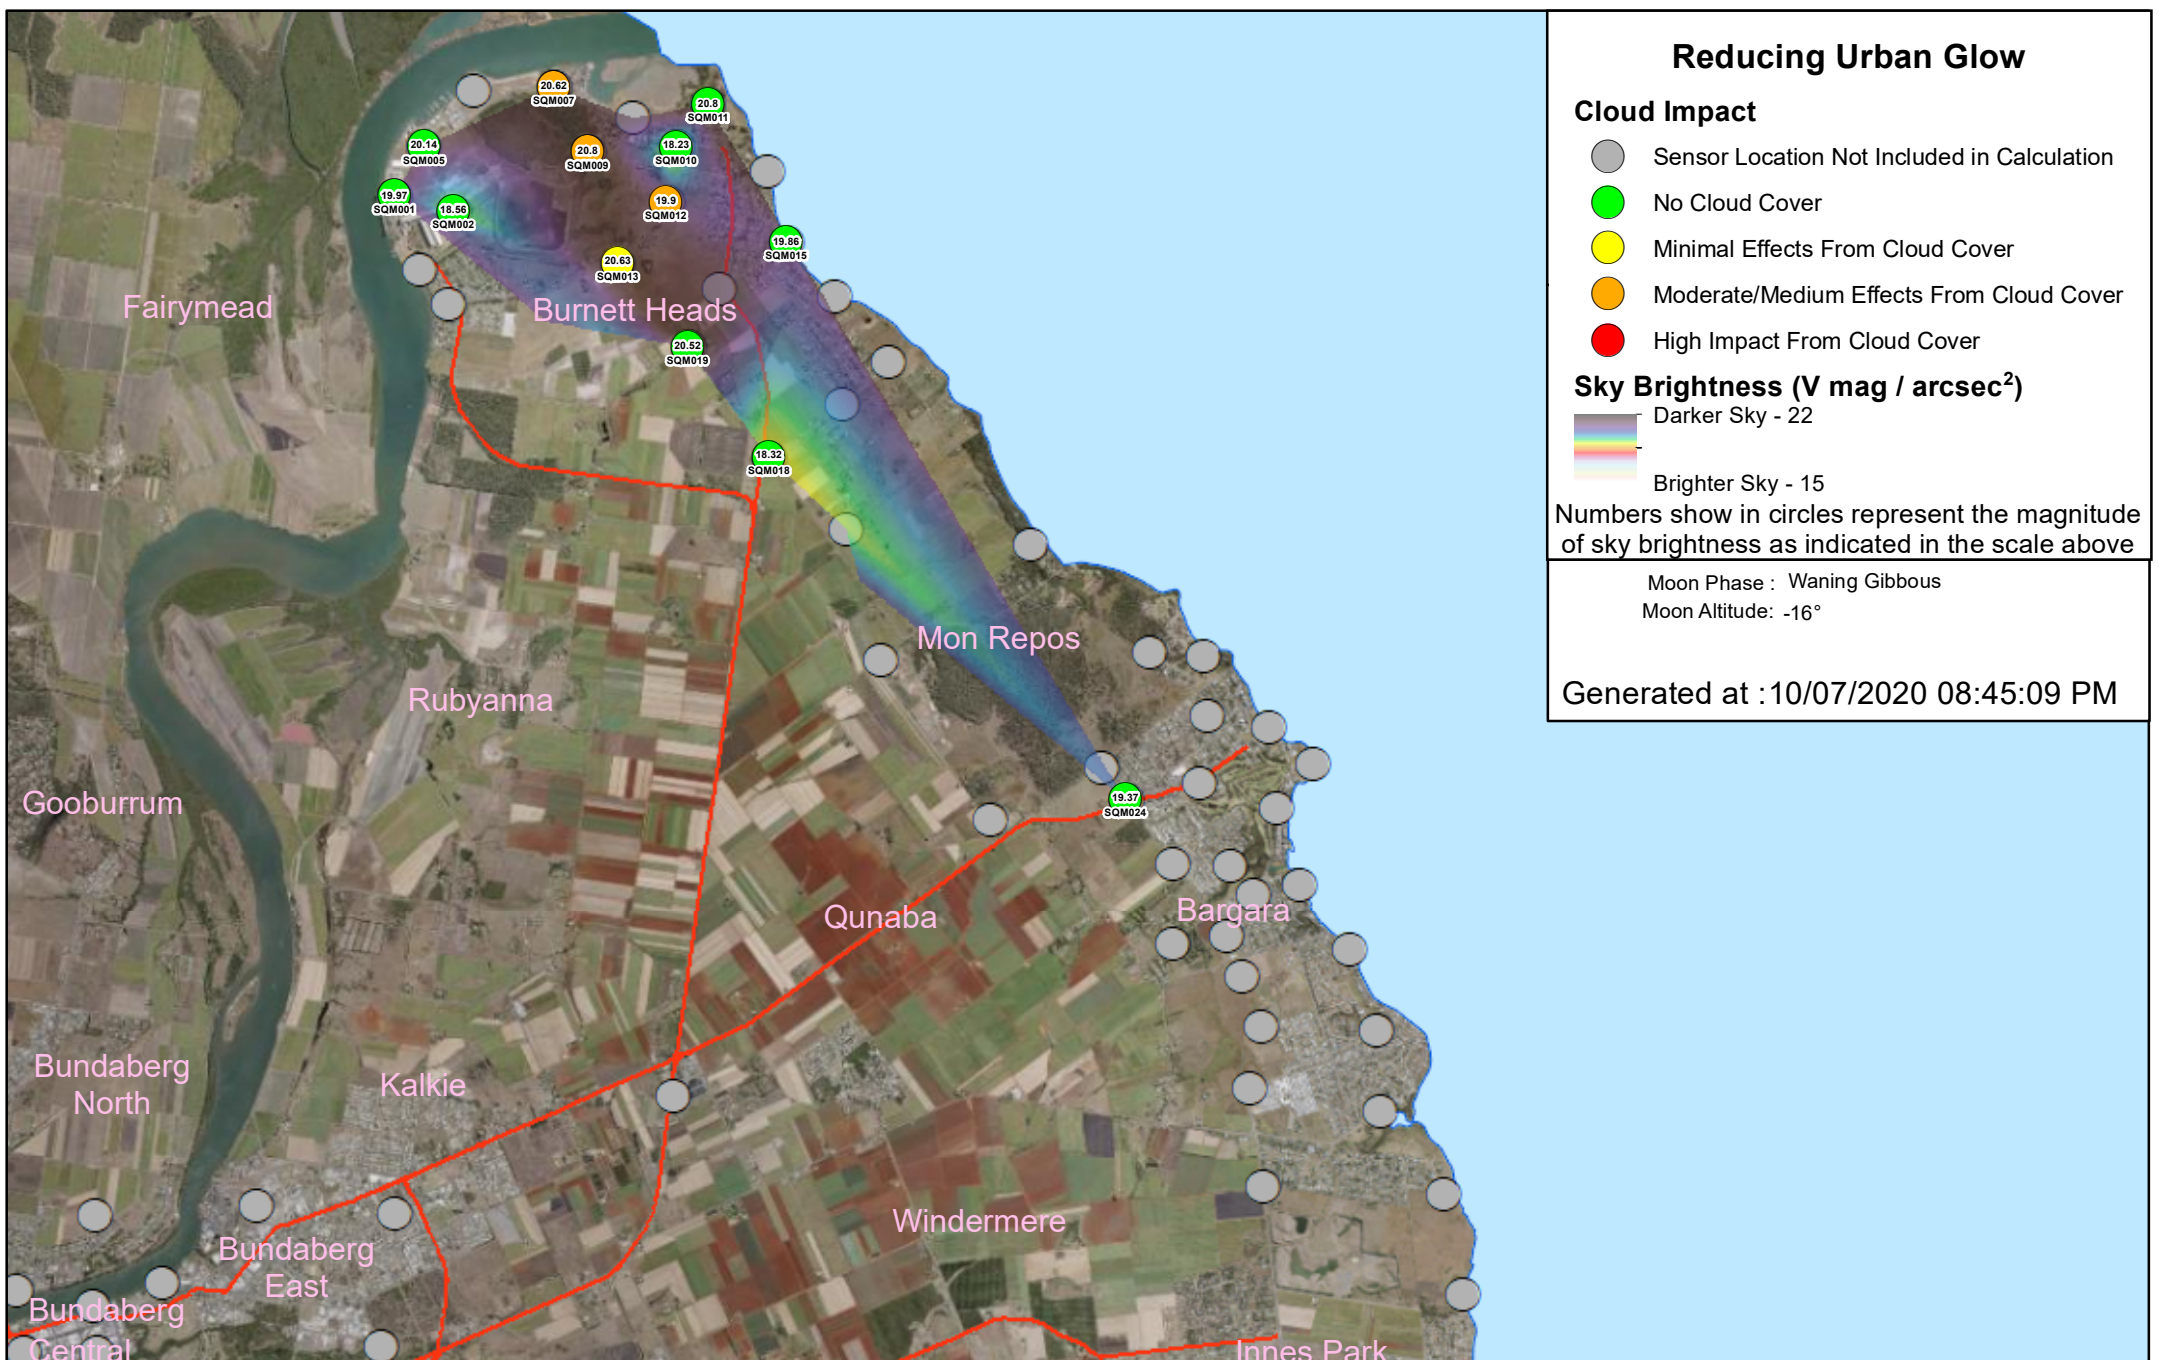 Reducing Urban Glow
Cloud Impact
Sensor Location Not Included in Calculation
No Cloud Cover
Minimal Effects From Cloud Cover
Moderate/Medium Effects From Cloud Cover
High Impact From Cloud Cover
Sky Brightness (V mag / arcsec²)
Darker Sky - 22
Brighter Sky - 15
Numbers show in circles represent the magnitude
of sky brightness as indicated in the scale above
Moon Phase : Waning Gibbous
Moon Altitude: -16°
Generated at :10/07/2020 08:45:09 PM
20.62
SQM007
20.8
SQM011
20.14
SQM005
20.8
SQM009
18.23
SQM010
19.97
SQM001
18.56
SQM002
19.9
SQM012
19.86
SQM015
20.63
SQM013
Fairymead
Burnett Heads
20.52
SQM019
18.32
SQM018
Mon Repos
Rubyanna
Gooburrum
19.37
SQM024
Qunaba
Bargara
Bundaberg
North
Kalkie
Windermere
Bundaberg
East
Bundaberg
Central
Innes Park